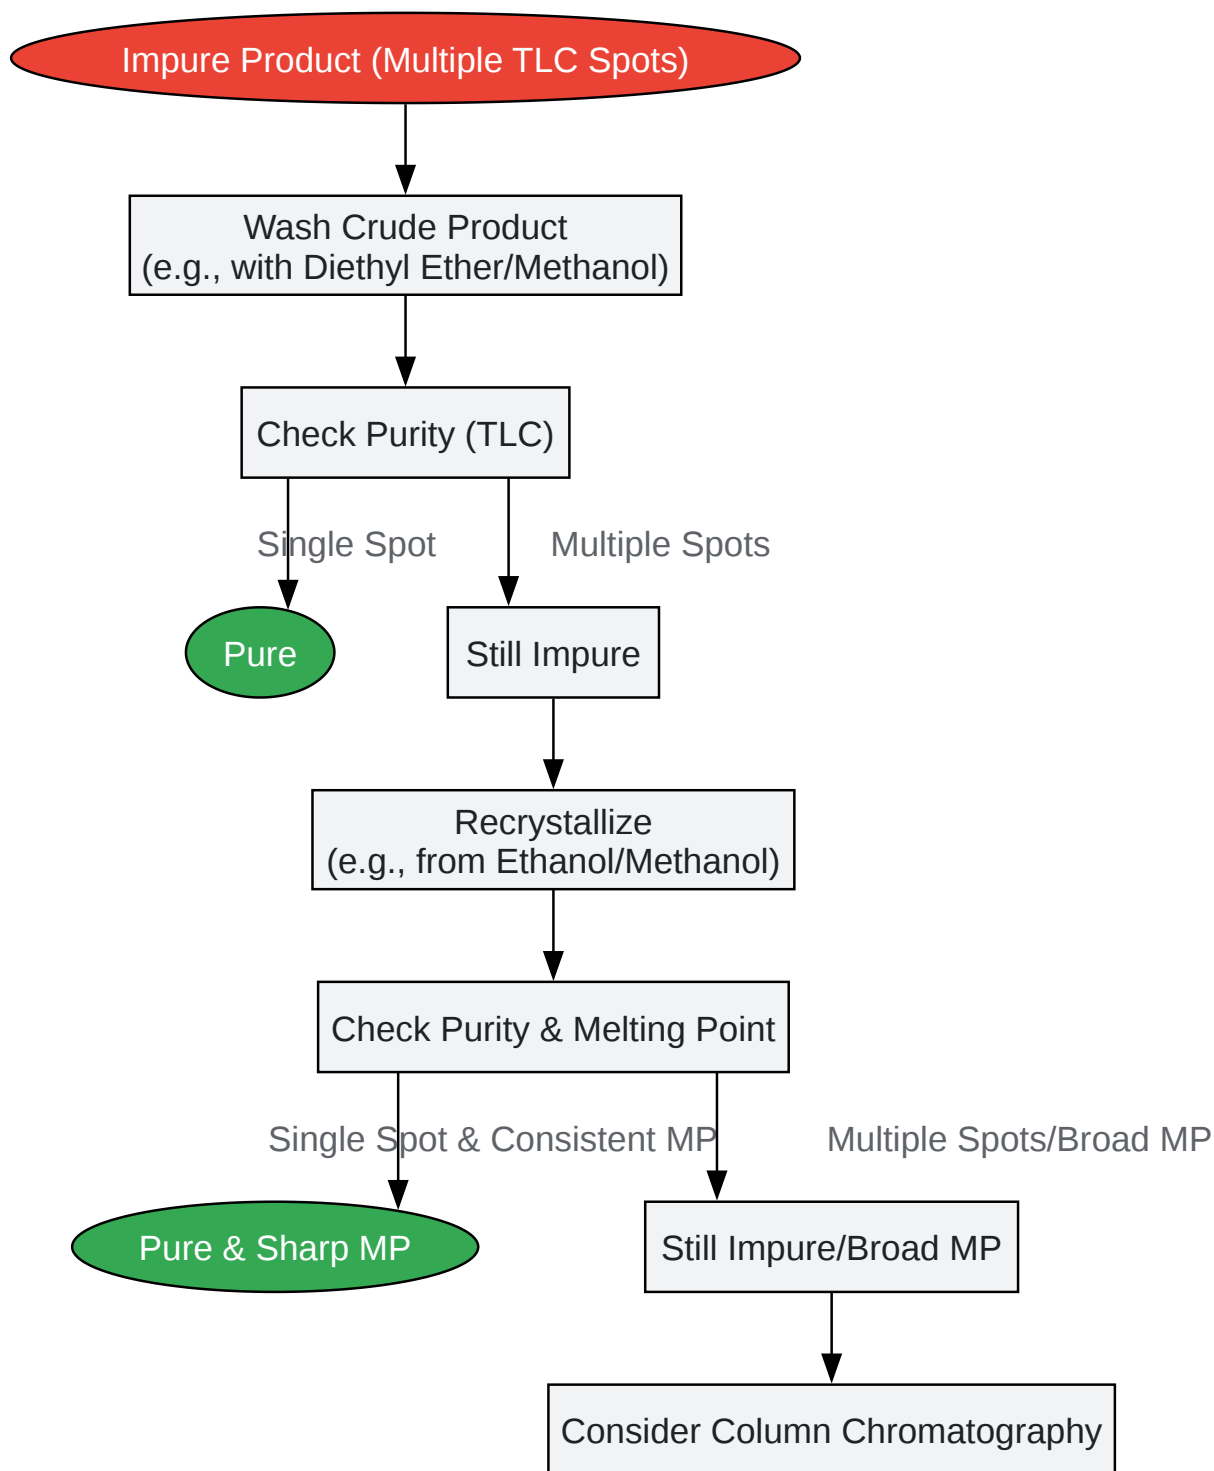 Impure Product (Multiple TLC Spots)
Wash Crude Product
(e.g., with Diethyl Ether/Methanol)
Check Purity (TLC)
Single Spot
Multiple Spots
Pure
Still Impure
Recrystallize
(e.g., from Ethanol/Methanol)
Check Purity & Melting Point
Single Spot & Consistent MP
Multiple Spots/Broad MP
Pure & Sharp MP
Still Impure/Broad MP
Consider Column Chromatography